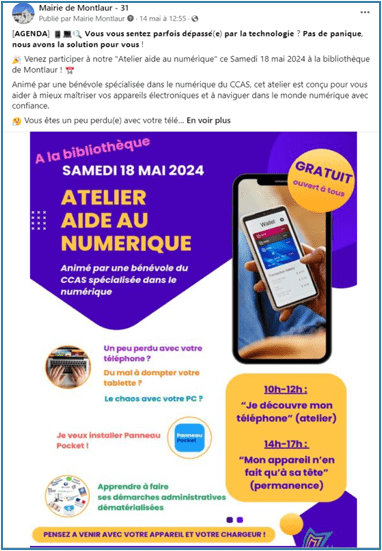 Mairie de Montlaur - 31
Publié par Mairie Montlaur · 14 mai à 12:55 ·
[AGENDA] Vous vous sentez parfois dépassé(e) par la technologie ? Pas de panique,
nous avons la solution pour vous !
Venez participer à notre "Atelier aide au numérique" ce Samedi 18 mai 2024 à la bibliothèque
de Montlaur !
Animé par une bénévole spécialisée dans le numérique du CCAS, cet atelier est conçu pour vous
aider à mieux maîtriser vos appareils électroniques et à naviguer dans le monde numérique avec
confiance.
Vous êtes un peu perdu(e) avec votre télé... En voir plus
A la bibliothèque
SAMEDI 18 MAI 2024
GRATUIT
ouvert à tous
ATELIER
AIDE AU
NUMERIQUE
Wallet
Animé par une bénévole du
CCAS spécialisée dans le
numérique
Un peu perdu avec votre
téléphone ?
Du mal à dompter votre
tablette ?
Le chaos avec votre PC ?
Je veux installer Panneau
Pocket !
Panneau
Pocket
Apprendre à faire
ses démarches administratives
dématérialisées
10h-12h :
“Je découvre mon
téléphone” (atelier)
14h-17h :
“Mon appareil n’en
fait qu’à sa tête”
(permanence)
PENSEZ A VENIR AVEC VOTRE APPAREIL ET VOTRE CHARGEUR !